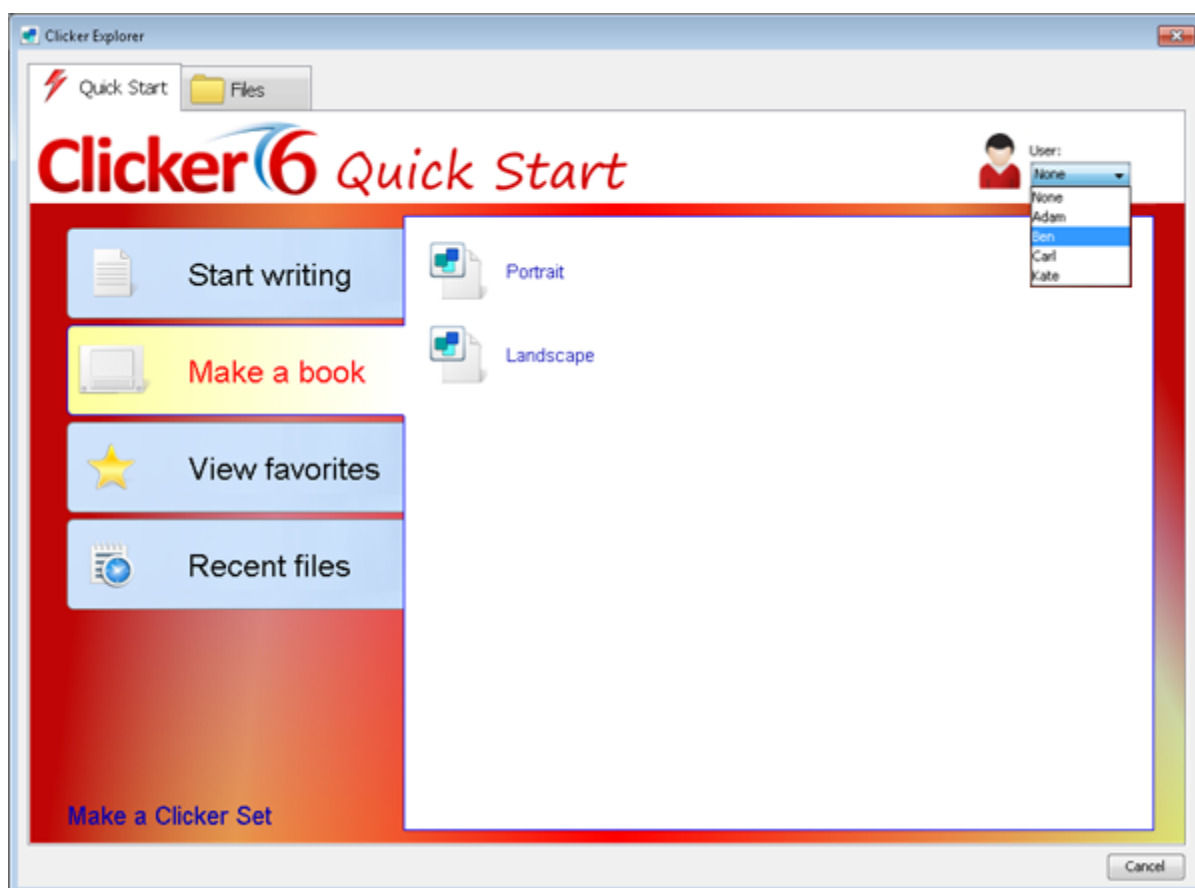 Clicker Explorer
Quick Start
Files
Clicker 6 Quick Start
User:
None
None
Adam
Ben
Carl
Kate
Start writing
Make a book
View favorites
Recent files
Portrait
Landscape
Make a Clicker Set
Cancel